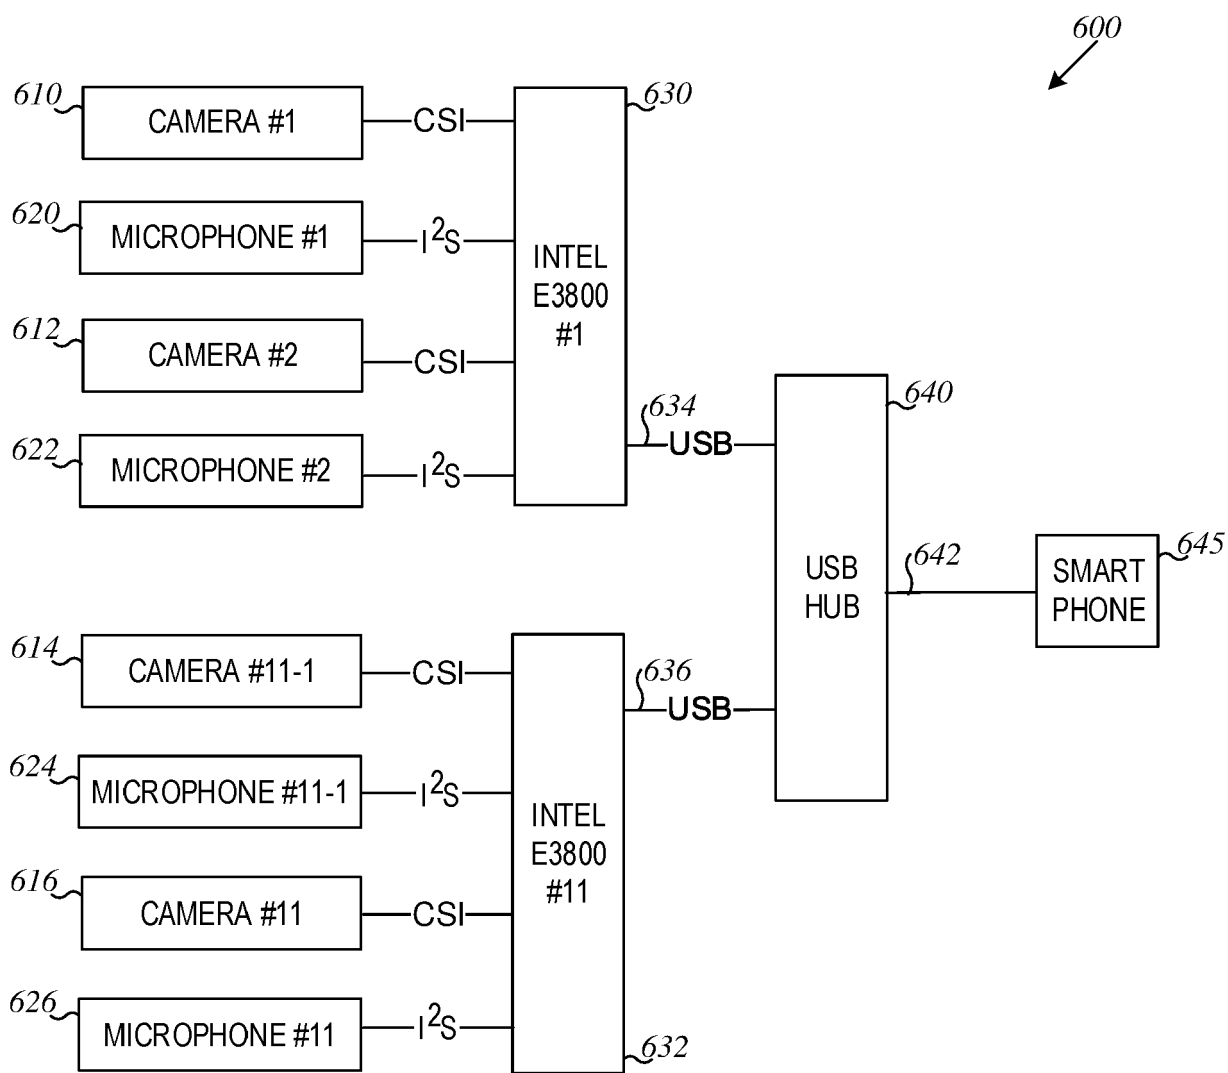 600
610
CAMERA #1
CSI
630
620
MICROPHONE #1
I²S
INTEL
E3800
#1
612
CAMERA #2
CSI
622
MICROPHONE #2
I²S
634
USB
640
USB
HUB
642
SMART
PHONE
645
614
CAMERA #11-1
CSI
636
USB
624
MICROPHONE #11-1
I²S
INTEL
E3800
#11
616
CAMERA #11
CSI
626
MICROPHONE #11
I²S
632